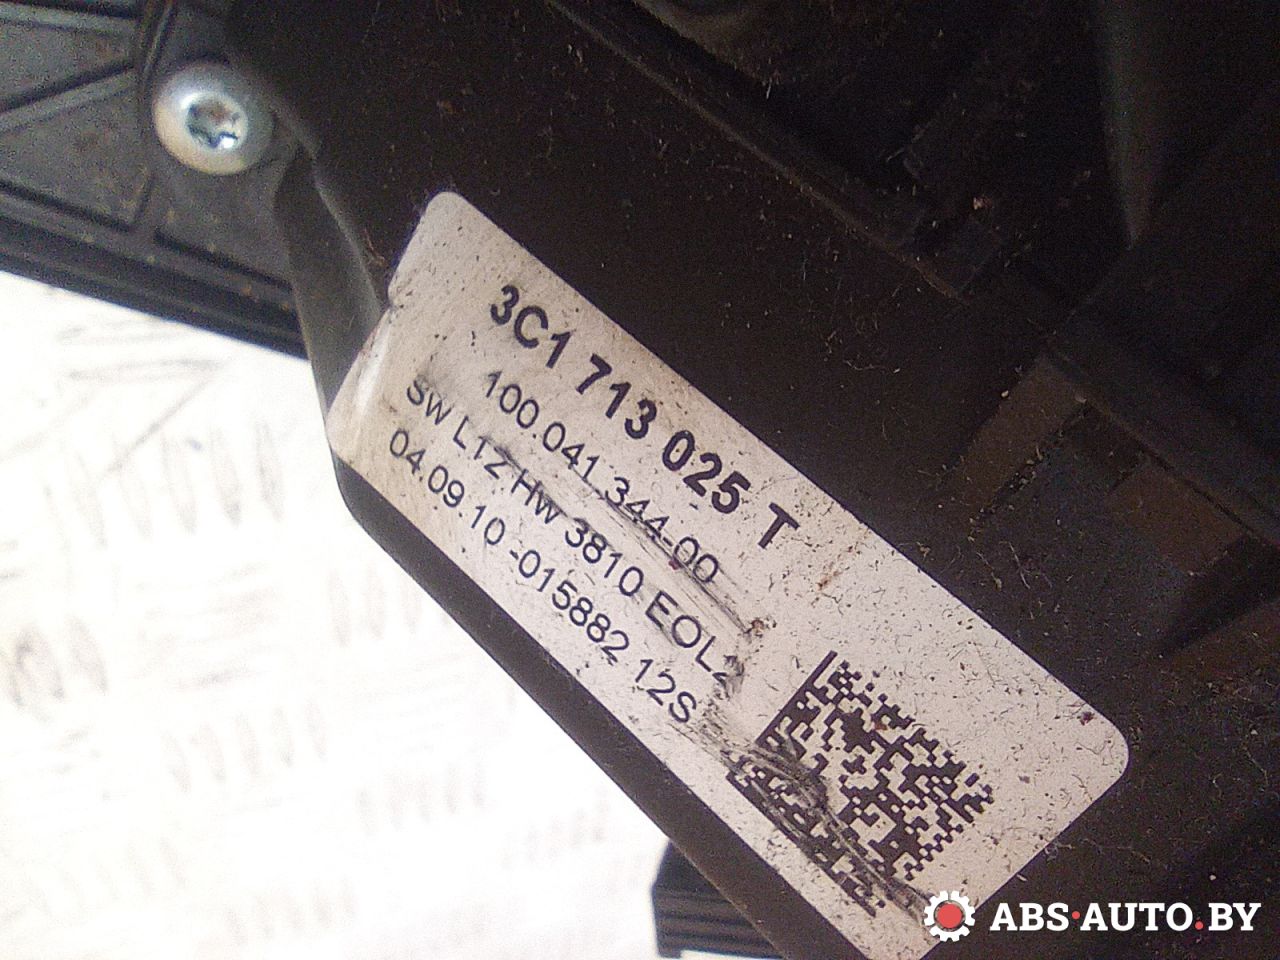 3C1 713 025 T
100.041.344-00
SW L12 Hw 3810 EOL2
04.09.10 -015882 12S
ABS·AUTO.BY